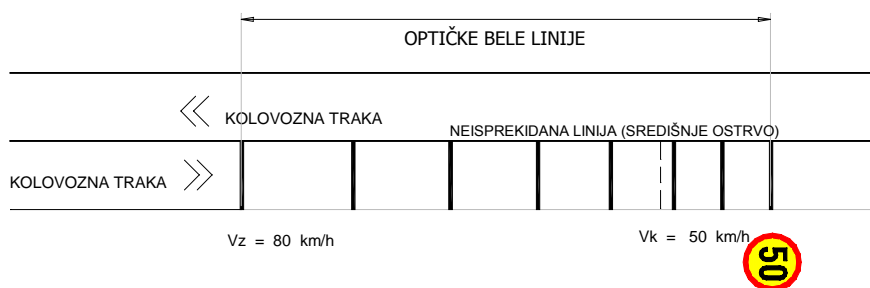 OPTIČKE BELE LINIJE
KOLOVOZNA TRAKA
NEISPREKIDANA LINIJA (SREDIŠNJE OSTRVO)
KOLOVOZNA TRAKA
Vz = 80 km/h
Vk = 50 km/h
50